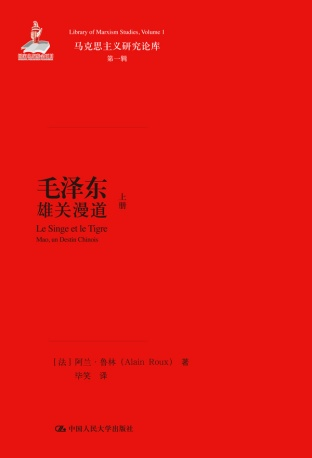 Library of Marxism Studies, Volume 1
马克思主义研究论库
第一辑
毛泽东 上册
雄关漫道
Le Singe et le Tigre
Mao, un Destin Chinois
［法］阿兰·鲁林（Alain Roux） 著
毕笑 译
中国人民大学出版社